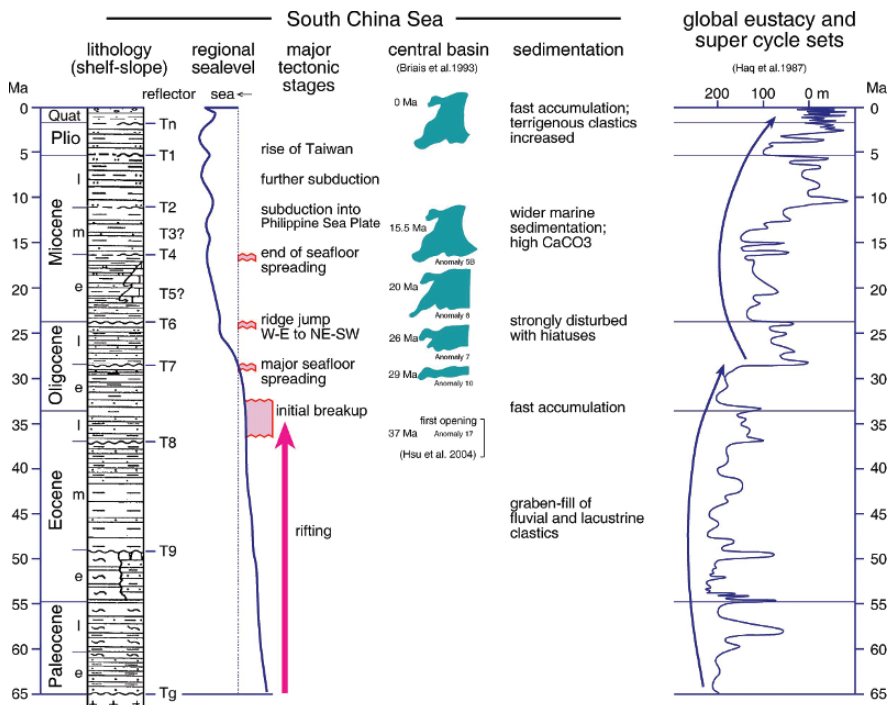 South China Sea
global eustacy and
super cycle sets
(Haq et al.1987)
lithology
(shelf-slope)
regional
sealevel
major
tectonic
stages
central basin
(Briais et al.1993)
sedimentation
Ma
reflector
sea ←
200 100 0 m
Ma
0
5
10
15
20
25
30
35
40
45
50
55
60
65
Quat
Plio
Miocene
l
m
e
Oligocene
l
e
Eocene
l
m
e
Paleocene
l
e
Tn
T1
T2
T3?
T4
T5?
T6
T7
T8
T9
Tg
rise of Taiwan
further subduction
subduction into
Philippine Sea Plate
end of seafloor
spreading
ridge jump
W-E to NE-SW
major seafloor
spreading
initial breakup
rifting
0 Ma
15.5 Ma
Anomaly 5B
20 Ma
Anomaly 6
26 Ma
Anomaly 7
29 Ma
Anomaly 10
first opening
37 Ma Anomaly 17
(Hsu et al. 2004)
fast accumulation;
terrigenous clastics
increased
wider marine
sedimentation;
high CaCO3
strongly disturbed
with hiatuses
fast accumulation
graben-fill of
fluvial and lacustrine
clastics
0
5
10
15
20
25
30
35
40
45
50
55
60
65